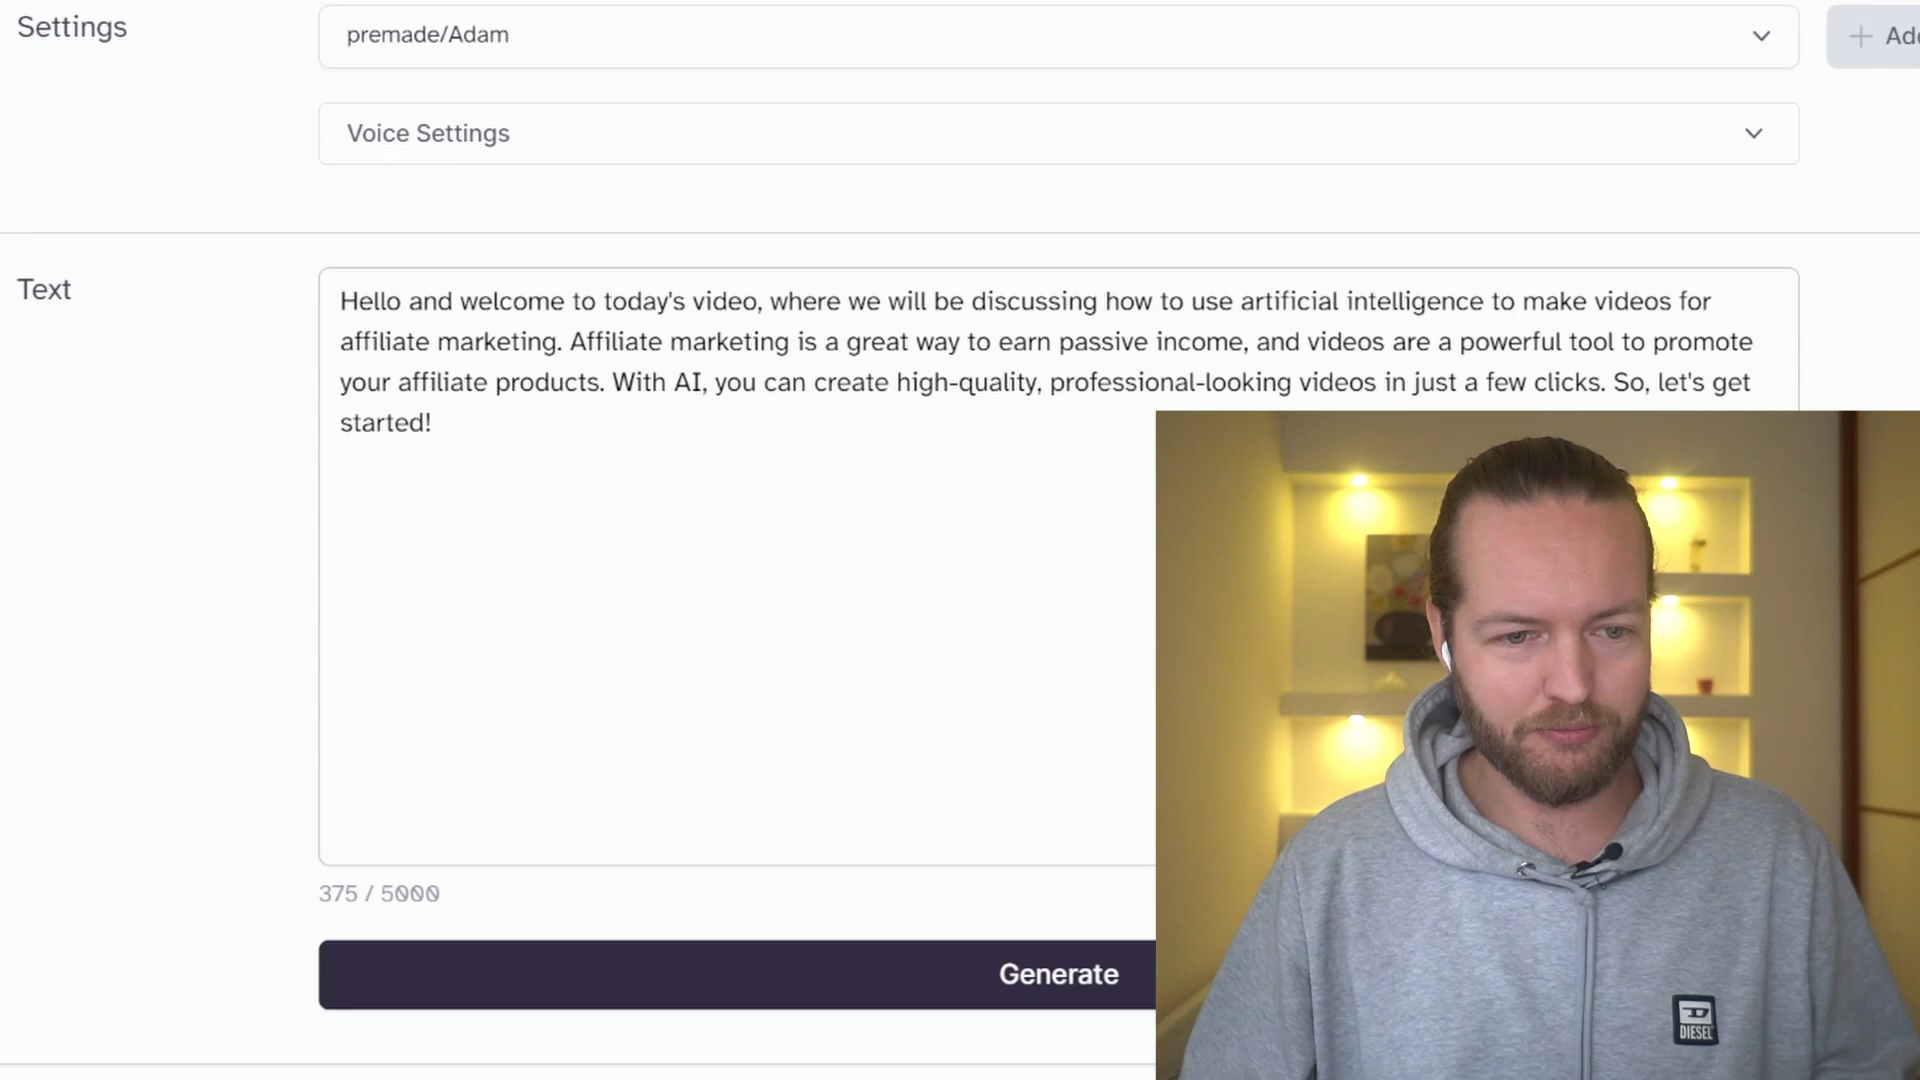 Settings
premade/Adam
Voice Settings
Text
Hello and welcome to today's video, where we will be discussing how to use artificial intelligence to make videos for
affiliate marketing. Affiliate marketing is a great way to earn passive income, and videos are a powerful tool to promote
your affiliate products. With AI, you can create high-quality, professional-looking videos in just a few clicks. So, let's get
started!
375 / 5000
Generate
DIESEL